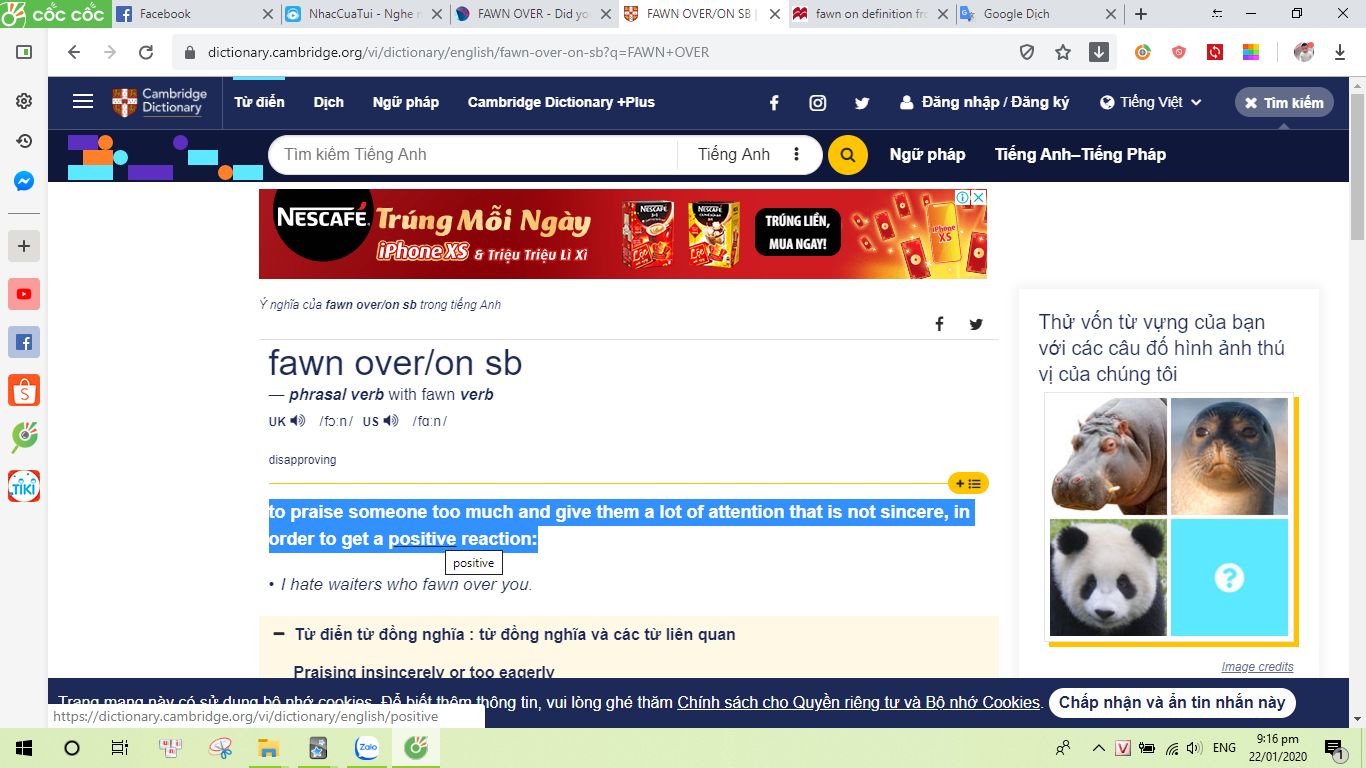 cốc cốc
Facebook
NhacCuaTui - Nghe n
FAWN OVER - Did you
FAWN OVER/ON SB |
fawn on definition fro
Google Dịch
dictionary.cambridge.org/vi/dictionary/english/fawn-over-on-sb?q=FAWN+OVER
Cambridge
Dictionary
Từ điển
Dịch
Ngữ pháp
Cambridge Dictionary +Plus
Đăng nhập / Đăng ký
Tiếng Việt
Tìm kiếm
Tìm kiếm Tiếng Anh
Tiếng Anh
Ngữ pháp
Tiếng Anh–Tiếng Pháp
NESCAFÉ
Trúng Mỗi Ngày
iPhone XS & Triệu Triệu Lì Xì
TRÚNG LIỀN,
MUA NGAY!
iPhone
XS
Ý nghĩa của fawn over/on sb trong tiếng Anh
fawn over/on sb
— phrasal verb with fawn verb
UK /fɔːn/ US /fɑːn/
disapproving
to praise someone too much and give them a lot of attention that is not sincere, in
order to get a positive reaction:
positive
• I hate waiters who fawn over you.
Từ điển từ đồng nghĩa : từ đồng nghĩa và các từ liên quan
Praising insincerely or too eagerly
Thử vốn từ vựng của bạn
với các câu đố hình ảnh thú
vị của chúng tôi
?
Image credits
Trang mạng này có sử dụng bộ nhớ cookies. Để biết thêm thông tin, vui lòng ghé thăm Chính sách cho Quyền riêng tư và Bộ nhớ Cookies.
Chấp nhận và ẩn tin nhắn này
https://dictionary.cambridge.org/vi/dictionary/english/positive
TIKI
Zalo
V
ENG
9:16 pm
22/01/2020
1